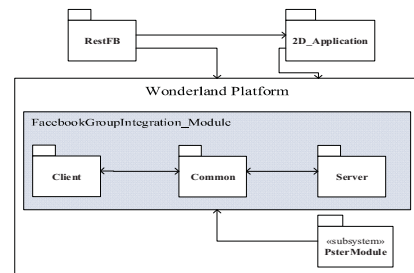 RestFB
2D_Application
Wonderland Platform
FacebookGroupIntegration_Module
Client
Common
Server
«subsystem»
PsterModule